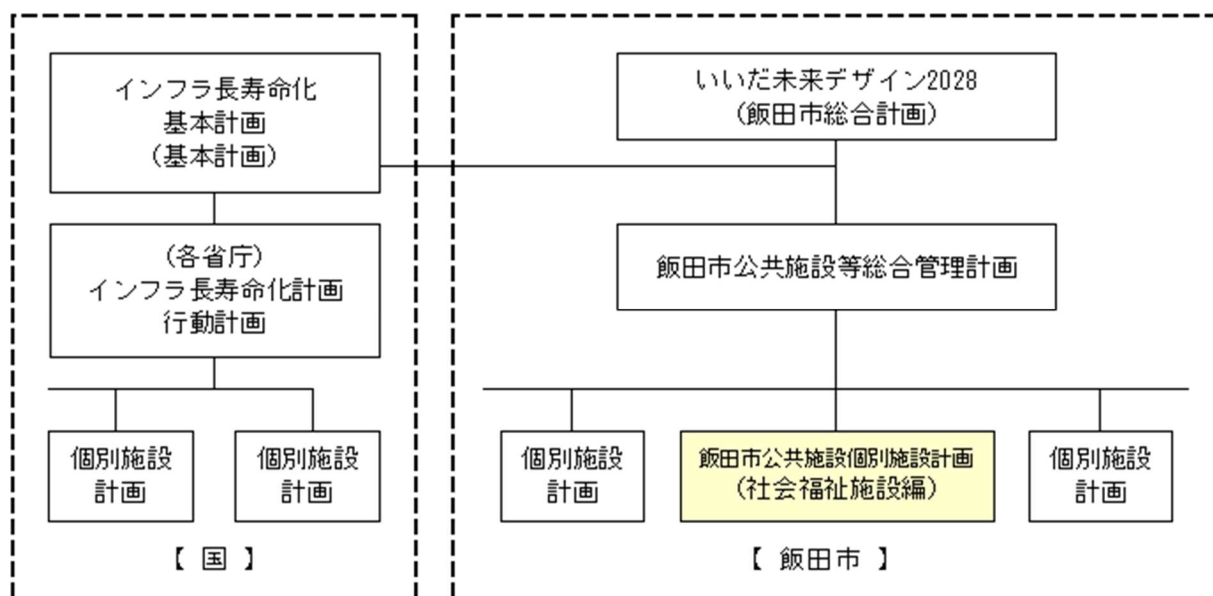 インフラ長寿命化
基本計画
(基本計画)
(各省庁)
インフラ長寿命化計画
行動計画
個別施設
計画
個別施設
計画
【 国 】
いいだ未来デザイン2028
(飯田市総合計画)
飯田市公共施設等総合管理計画
個別施設
計画
飯田市公共施設個別施設計画
(社会福祉施設編)
個別施設
計画
【 飯田市 】